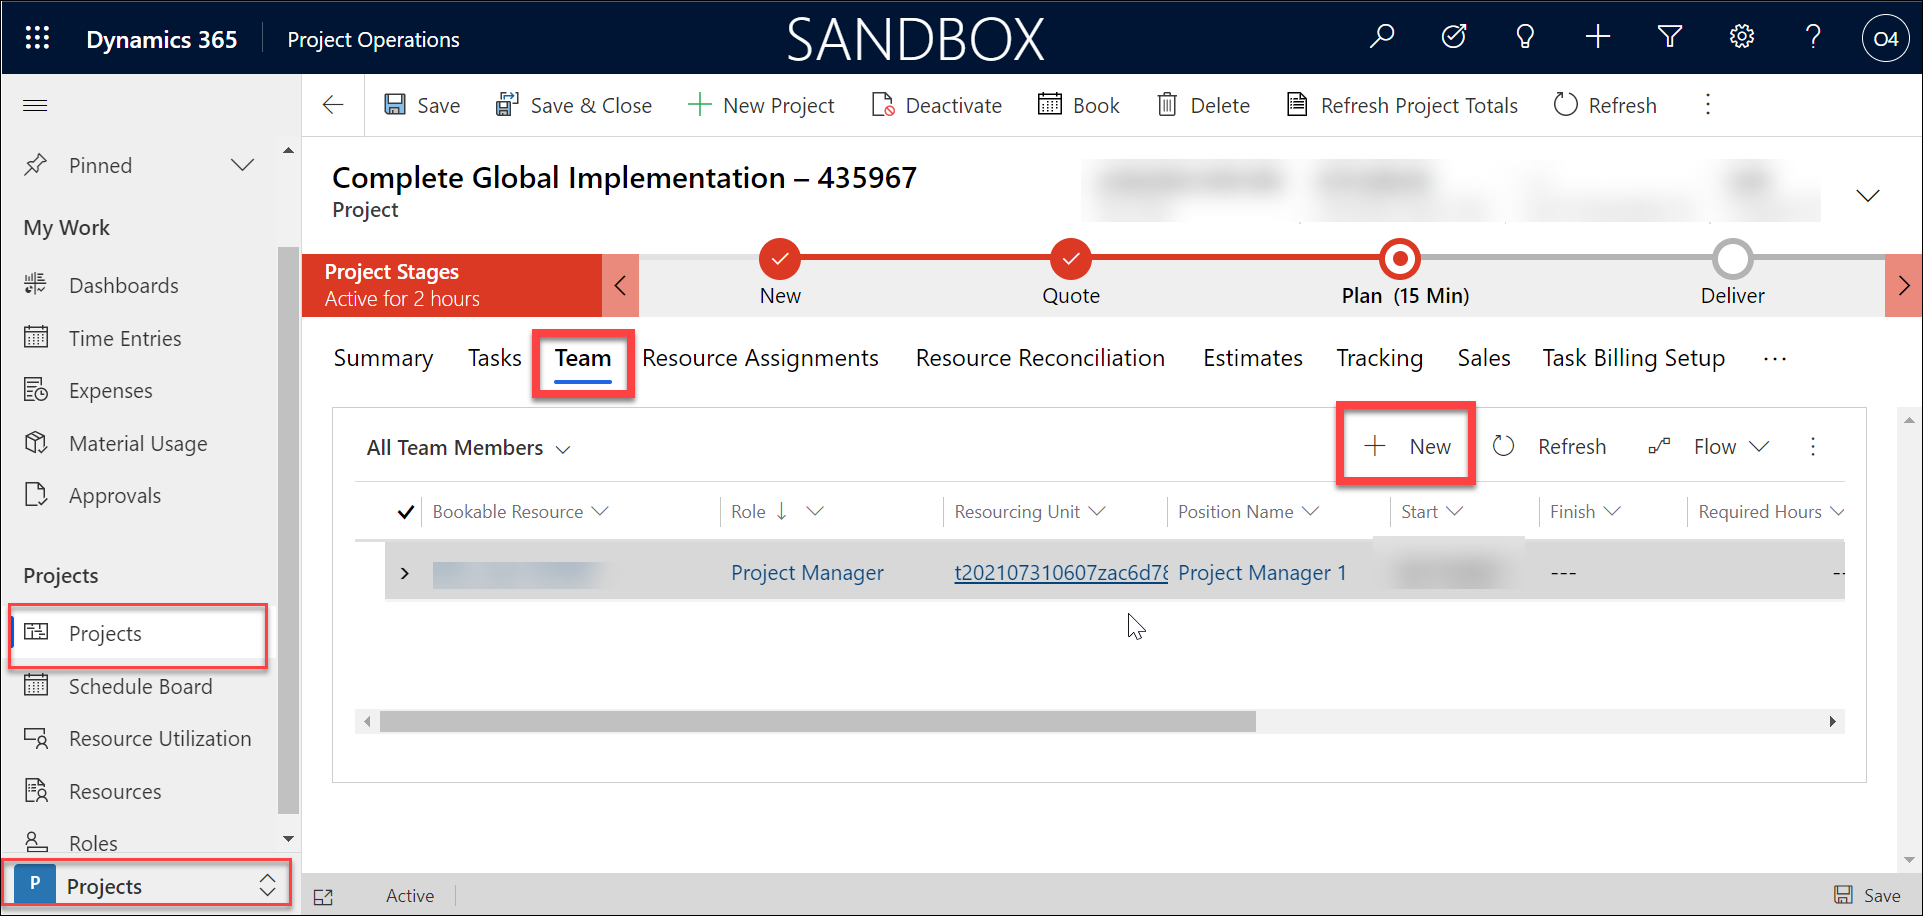 Dynamics 365 Project Operations SANDBOX O4
Save Save & Close New Project Deactivate Book Delete Refresh Project Totals Refresh
Pinned
Complete Global Implementation – 435967
Project
My Work
Dashboards
Time Entries
Expenses
Material Usage
Approvals
Projects
Projects
Schedule Board
Resource Utilization
Resources
Roles
P Projects
Project Stages
Active for 2 hours
New Quote Plan (15 Min) Deliver
Summary Tasks Team Resource Assignments Resource Reconciliation Estimates Tracking Sales Task Billing Setup ...
All Team Members New Refresh Flow
Bookable Resource Role Resourcing Unit Position Name Start Finish Required Hours
Project Manager t202107310607zac6d78 Project Manager 1 --- --
Active Save